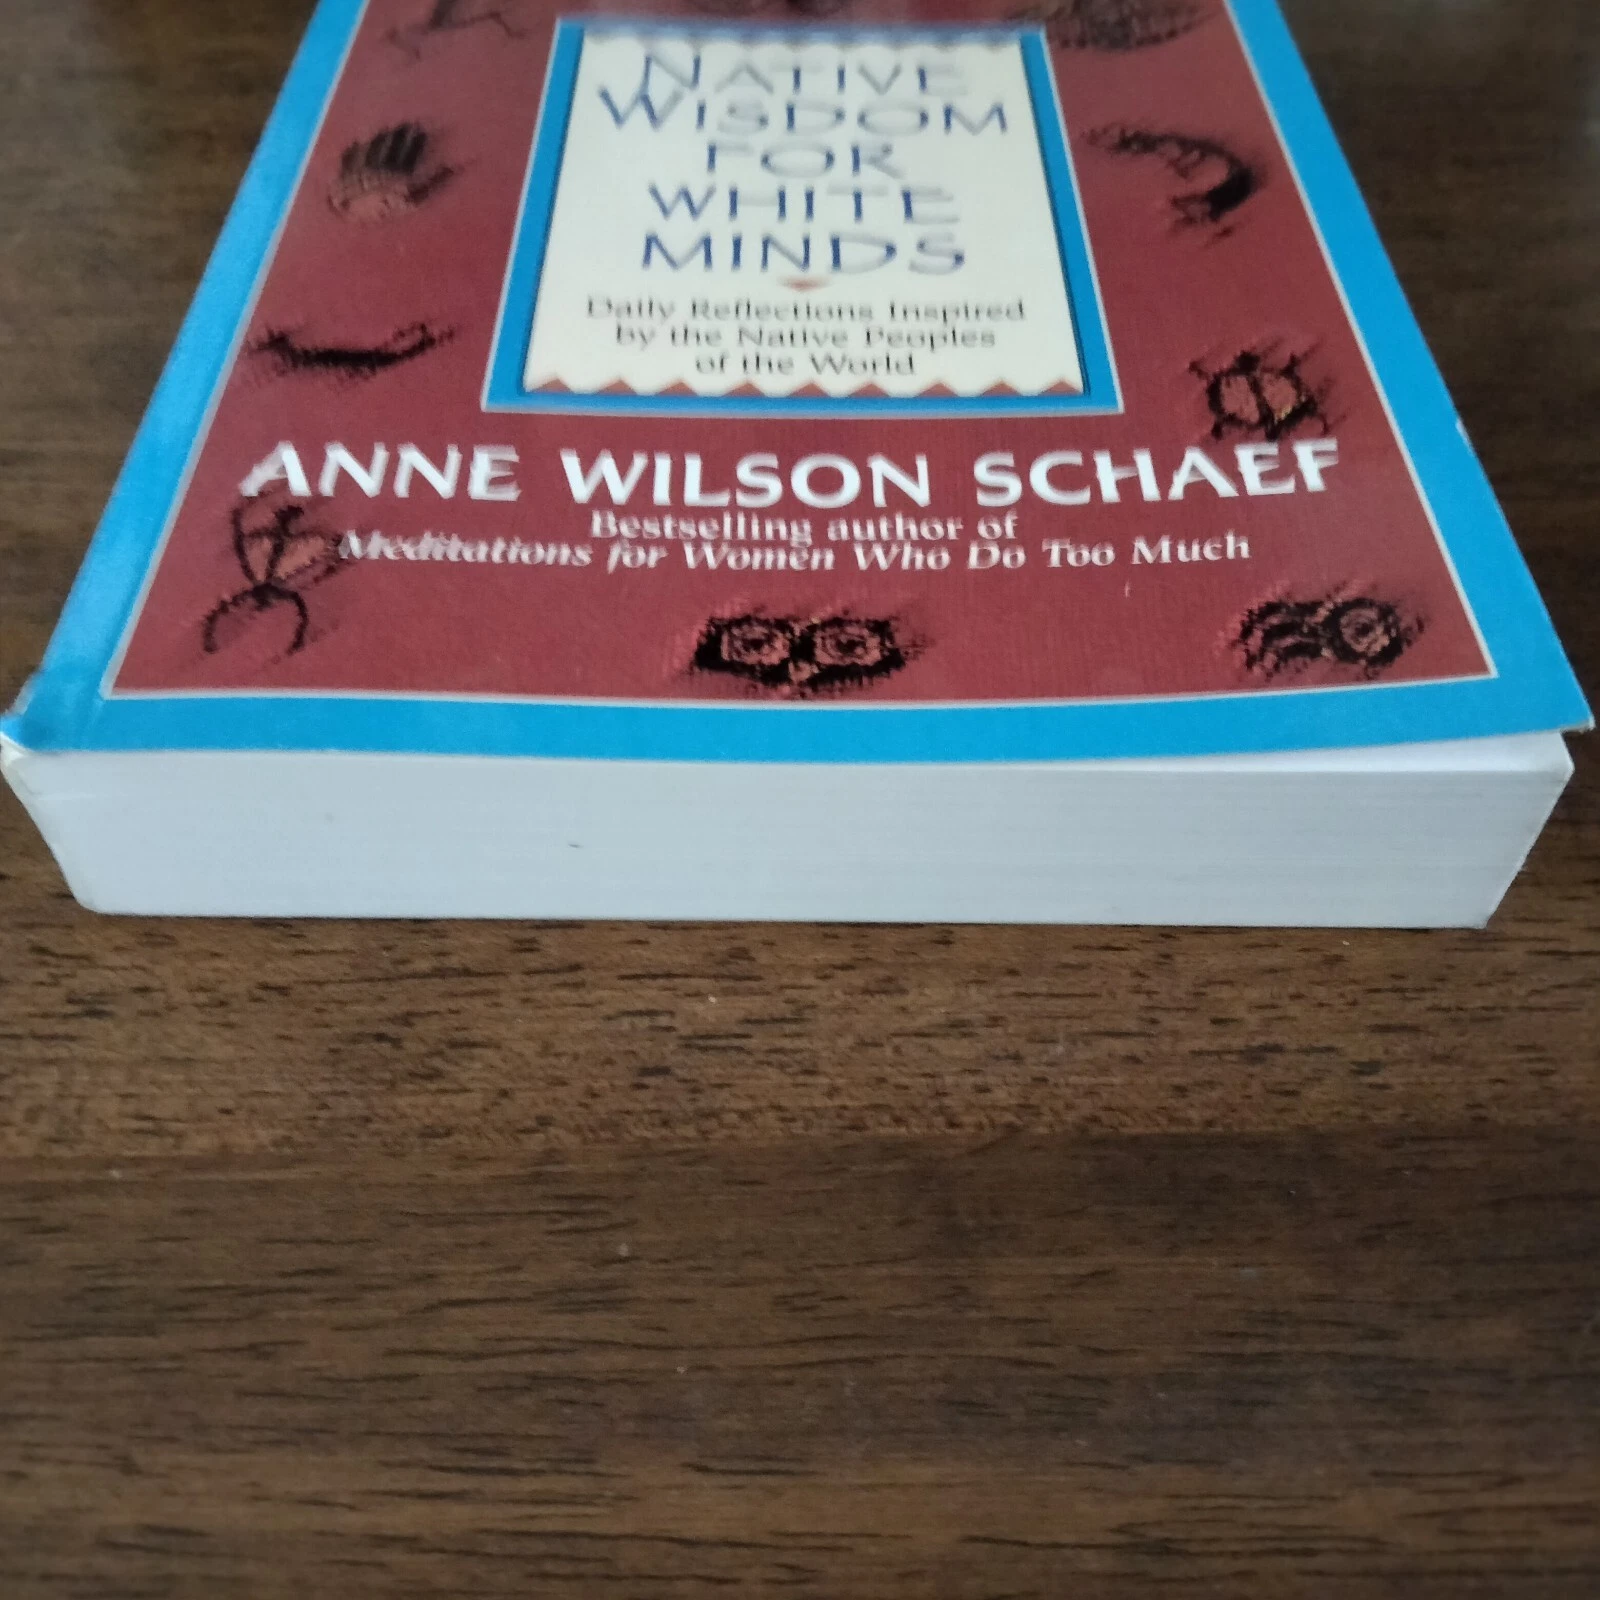 NATIVE
WISDOM
FOR
WHITE
MINDS
Daily Reflections Inspired
by the Native Peoples
of the World
ANNE WILSON SCHAEF
Bestselling author of
Meditations for Women Who Do Too Much